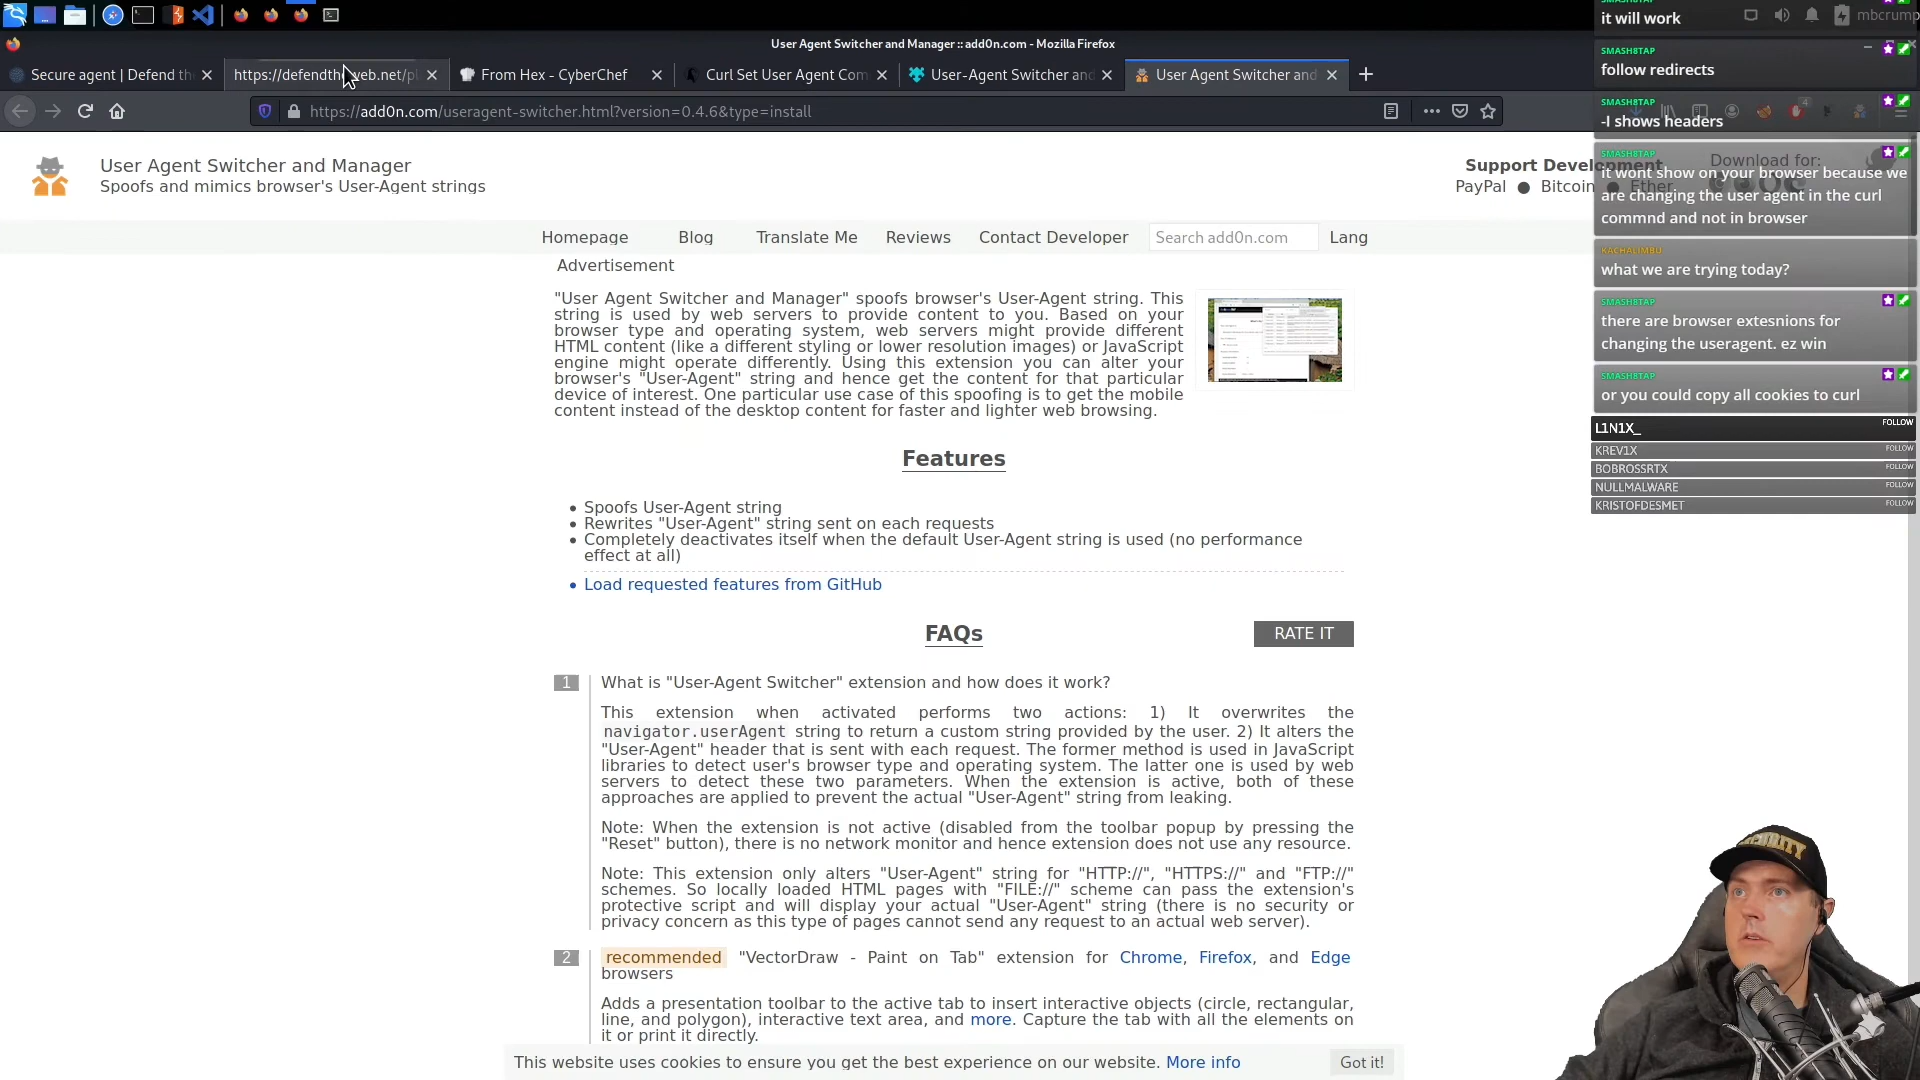 User Agent Switcher and Manager :: add0n.com - Mozilla Firefox
mbcrump
Secure agent | Defend th
https://defendtheweb.net/pl
From Hex - CyberChef
Curl Set User Agent Com
User-Agent Switcher and
User Agent Switcher and
https://add0n.com/useragent-switcher.html?version=0.4.6&type=install
User Agent Switcher and Manager
Spoofs and mimics browser's User-Agent strings
Support Development
PayPal ● Bitcoin ● Ether
Download for:
Homepage
Blog
Translate Me
Reviews
Contact Developer
Search add0n.com
Lang
Advertisement
"User Agent Switcher and Manager" spoofs browser's User-Agent string. This
string is used by web servers to provide content to you. Based on your
browser type and operating system, web servers might provide different
HTML content (like a different styling or lower resolution images) or JavaScript
engine might operate differently. Using this extension you can alter your
browser's "User-Agent" string and hence get the content for that particular
device of interest. One particular use case of this spoofing is to get the mobile
content instead of the desktop content for faster and lighter web browsing.
Features
• Spoofs User-Agent string
• Rewrites "User-Agent" string sent on each requests
• Completely deactivates itself when the default User-Agent string is used (no performance
effect at all)
• Load requested features from GitHub
FAQs
RATE IT
1
What is "User-Agent Switcher" extension and how does it work?
This extension when activated performs two actions: 1) It overwrites the
navigator.userAgent string to return a custom string provided by the user. 2) It alters the
"User-Agent" header that is sent with each request. The former method is used in JavaScript
libraries to detect user's browser type and operating system. The latter one is used by web
servers to detect these two parameters. When the extension is active, both of these
approaches are applied to prevent the actual "User-Agent" string from leaking.
Note: When the extension is not active (disabled from the toolbar popup by pressing the
"Reset" button), there is no network monitor and hence extension does not use any resource.
Note: This extension only alters "User-Agent" string for "HTTP://", "HTTPS://" and "FTP://"
schemes. So locally loaded HTML pages with "FILE://" scheme can pass the extension's
protective script and will display your actual "User-Agent" string (there is no security or
privacy concern as this type of pages cannot send any request to an actual web server).
2
recommended "VectorDraw - Paint on Tab" extension for Chrome, Firefox, and Edge
browsers
Adds a presentation toolbar to the active tab to insert interactive objects (circle, rectangular,
line, and polygon), interactive text area, and more. Capture the tab with all the elements on
it or print it directly.
This website uses cookies to ensure you get the best experience on our website. More info
Got it!
it will work
SMASH8TAP
follow redirects
SMASH8TAP
-I shows headers
SMASH8TAP
it wont show on your browser because we
are changing the user agent in the curl
commnd and not in browser
KACHALIMBU
what we are trying today?
SMASH8TAP
there are browser extesnions for
changing the useragent. ez win
SMASH8TAP
or you could copy all cookies to curl
L1N1X_ FOLLOW
KREV1X FOLLOW
BOBROSSRTX FOLLOW
NULLMALWARE FOLLOW
KRISTOFDESMET FOLLOW